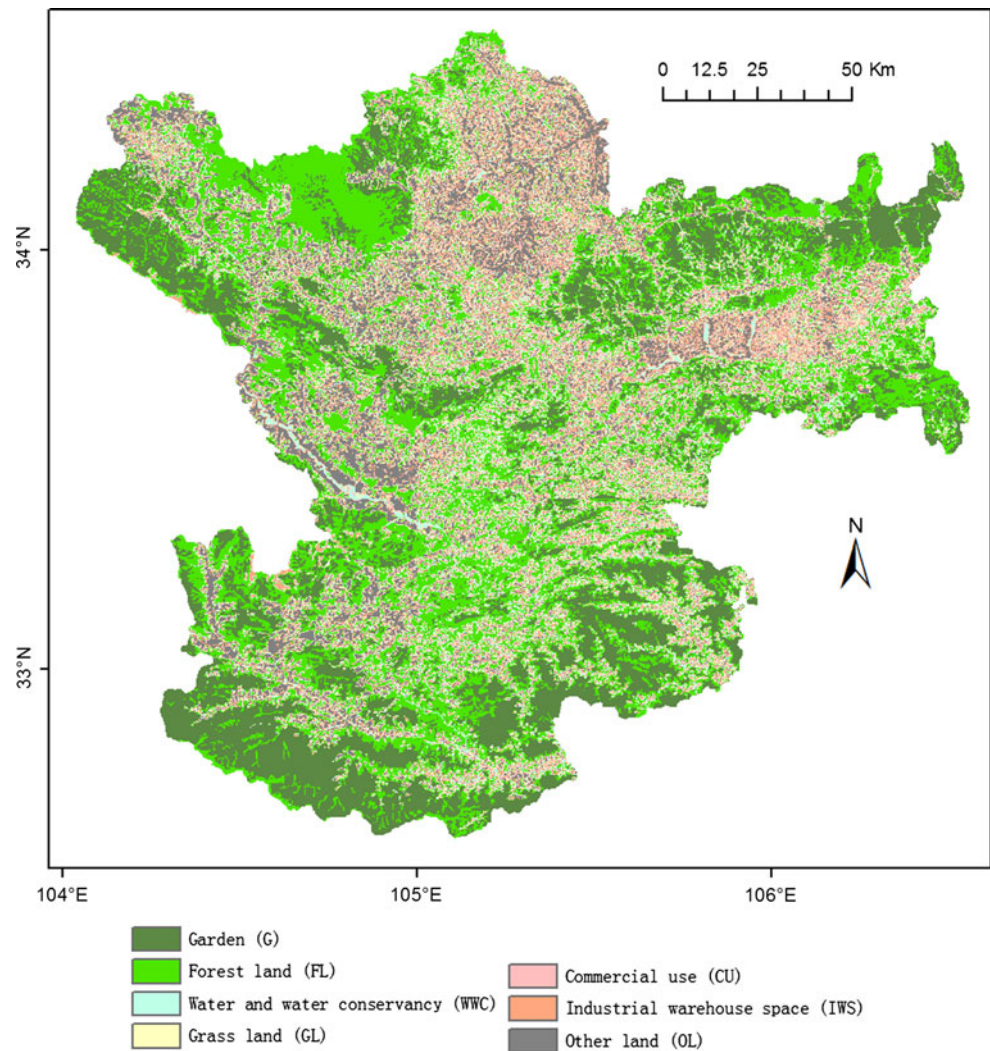 0 12.5 25 50 Km
34°N
N
33°N
104°E 105°E 106°E
Garden (G)
Forest land (FL)
Water and water conservancy (WWC)
Grass land (GL)
Commercial use (CU)
Industrial warehouse space (IWS)
Other land (OL)